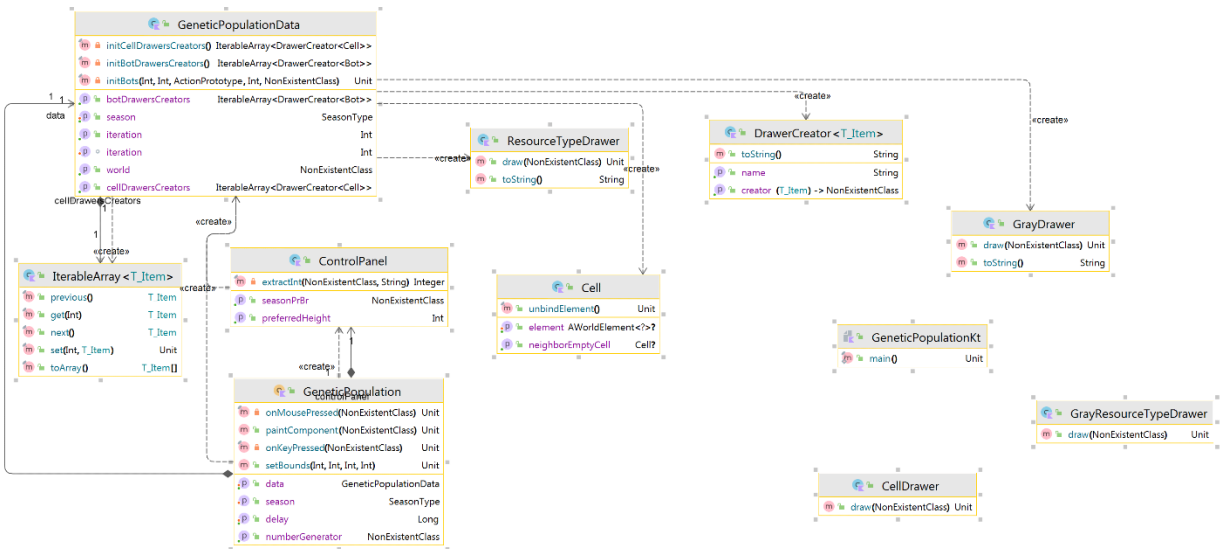 GeneticPopulationData
initCellDrawersCreators() IterableArray<DrawerCreator<Cell>>
initBotDrawersCreators() IterableArray<DrawerCreator<Bot>>
initBots(Int, Int, ActionPrototype, Int, NonExistentClass) Unit
botDrawersCreators IterableArray<DrawerCreator<Bot>>
season SeasonType
iteration Int
iteration Int
world NonExistentClass
cellDrawersCreators IterableArray<DrawerCreator<Cell>>
1
1
data
cellDrawersCreators
1
1
«create»
«create»
«create»
«create»
«create»
«create»
ResourceTypeDrawer
draw(NonExistentClass) Unit
toString() String
DrawerCreator<T_Item>
toString() String
name String
creator (T_Item) -> NonExistentClass
GrayDrawer
draw(NonExistentClass) Unit
toString() String
IterableArray<T_Item>
previous() T_Item
get(Int) T_Item
next() T_Item
set(Int, T_Item) Unit
toArray() T_Item[]
«create»
ControlPanel
extractInt(NonExistentClass, String) Integer
seasonPrBr NonExistentClass
preferredHeight Int
Cell
unbindElement() Unit
element AWorldElement<?>?
neighborEmptyCell Cell?
GeneticPopulationKt
main() Unit
1
«create»
1
controlPanel
GeneticPopulation
onMousePressed(NonExistentClass) Unit
paintComponent(NonExistentClass) Unit
onKeyPressed(NonExistentClass) Unit
setBounds(Int, Int, Int, Int) Unit
data GeneticPopulationData
season SeasonType
delay Long
numberGenerator NonExistentClass
GrayResourceTypeDrawer
draw(NonExistentClass) Unit
CellDrawer
draw(NonExistentClass) Unit